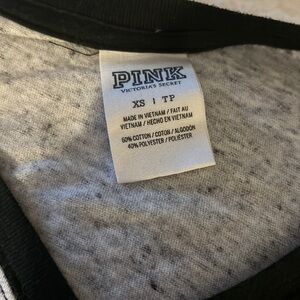 PINK
VICTORIA'S SECRET
XS | TP
MADE IN VIETNAM / FAIT AU
VIETNAM / HECHO EN VIETNAM
60% COTTON / COTON / ALGODÓN
40% POLYESTER / POLIÉSTER